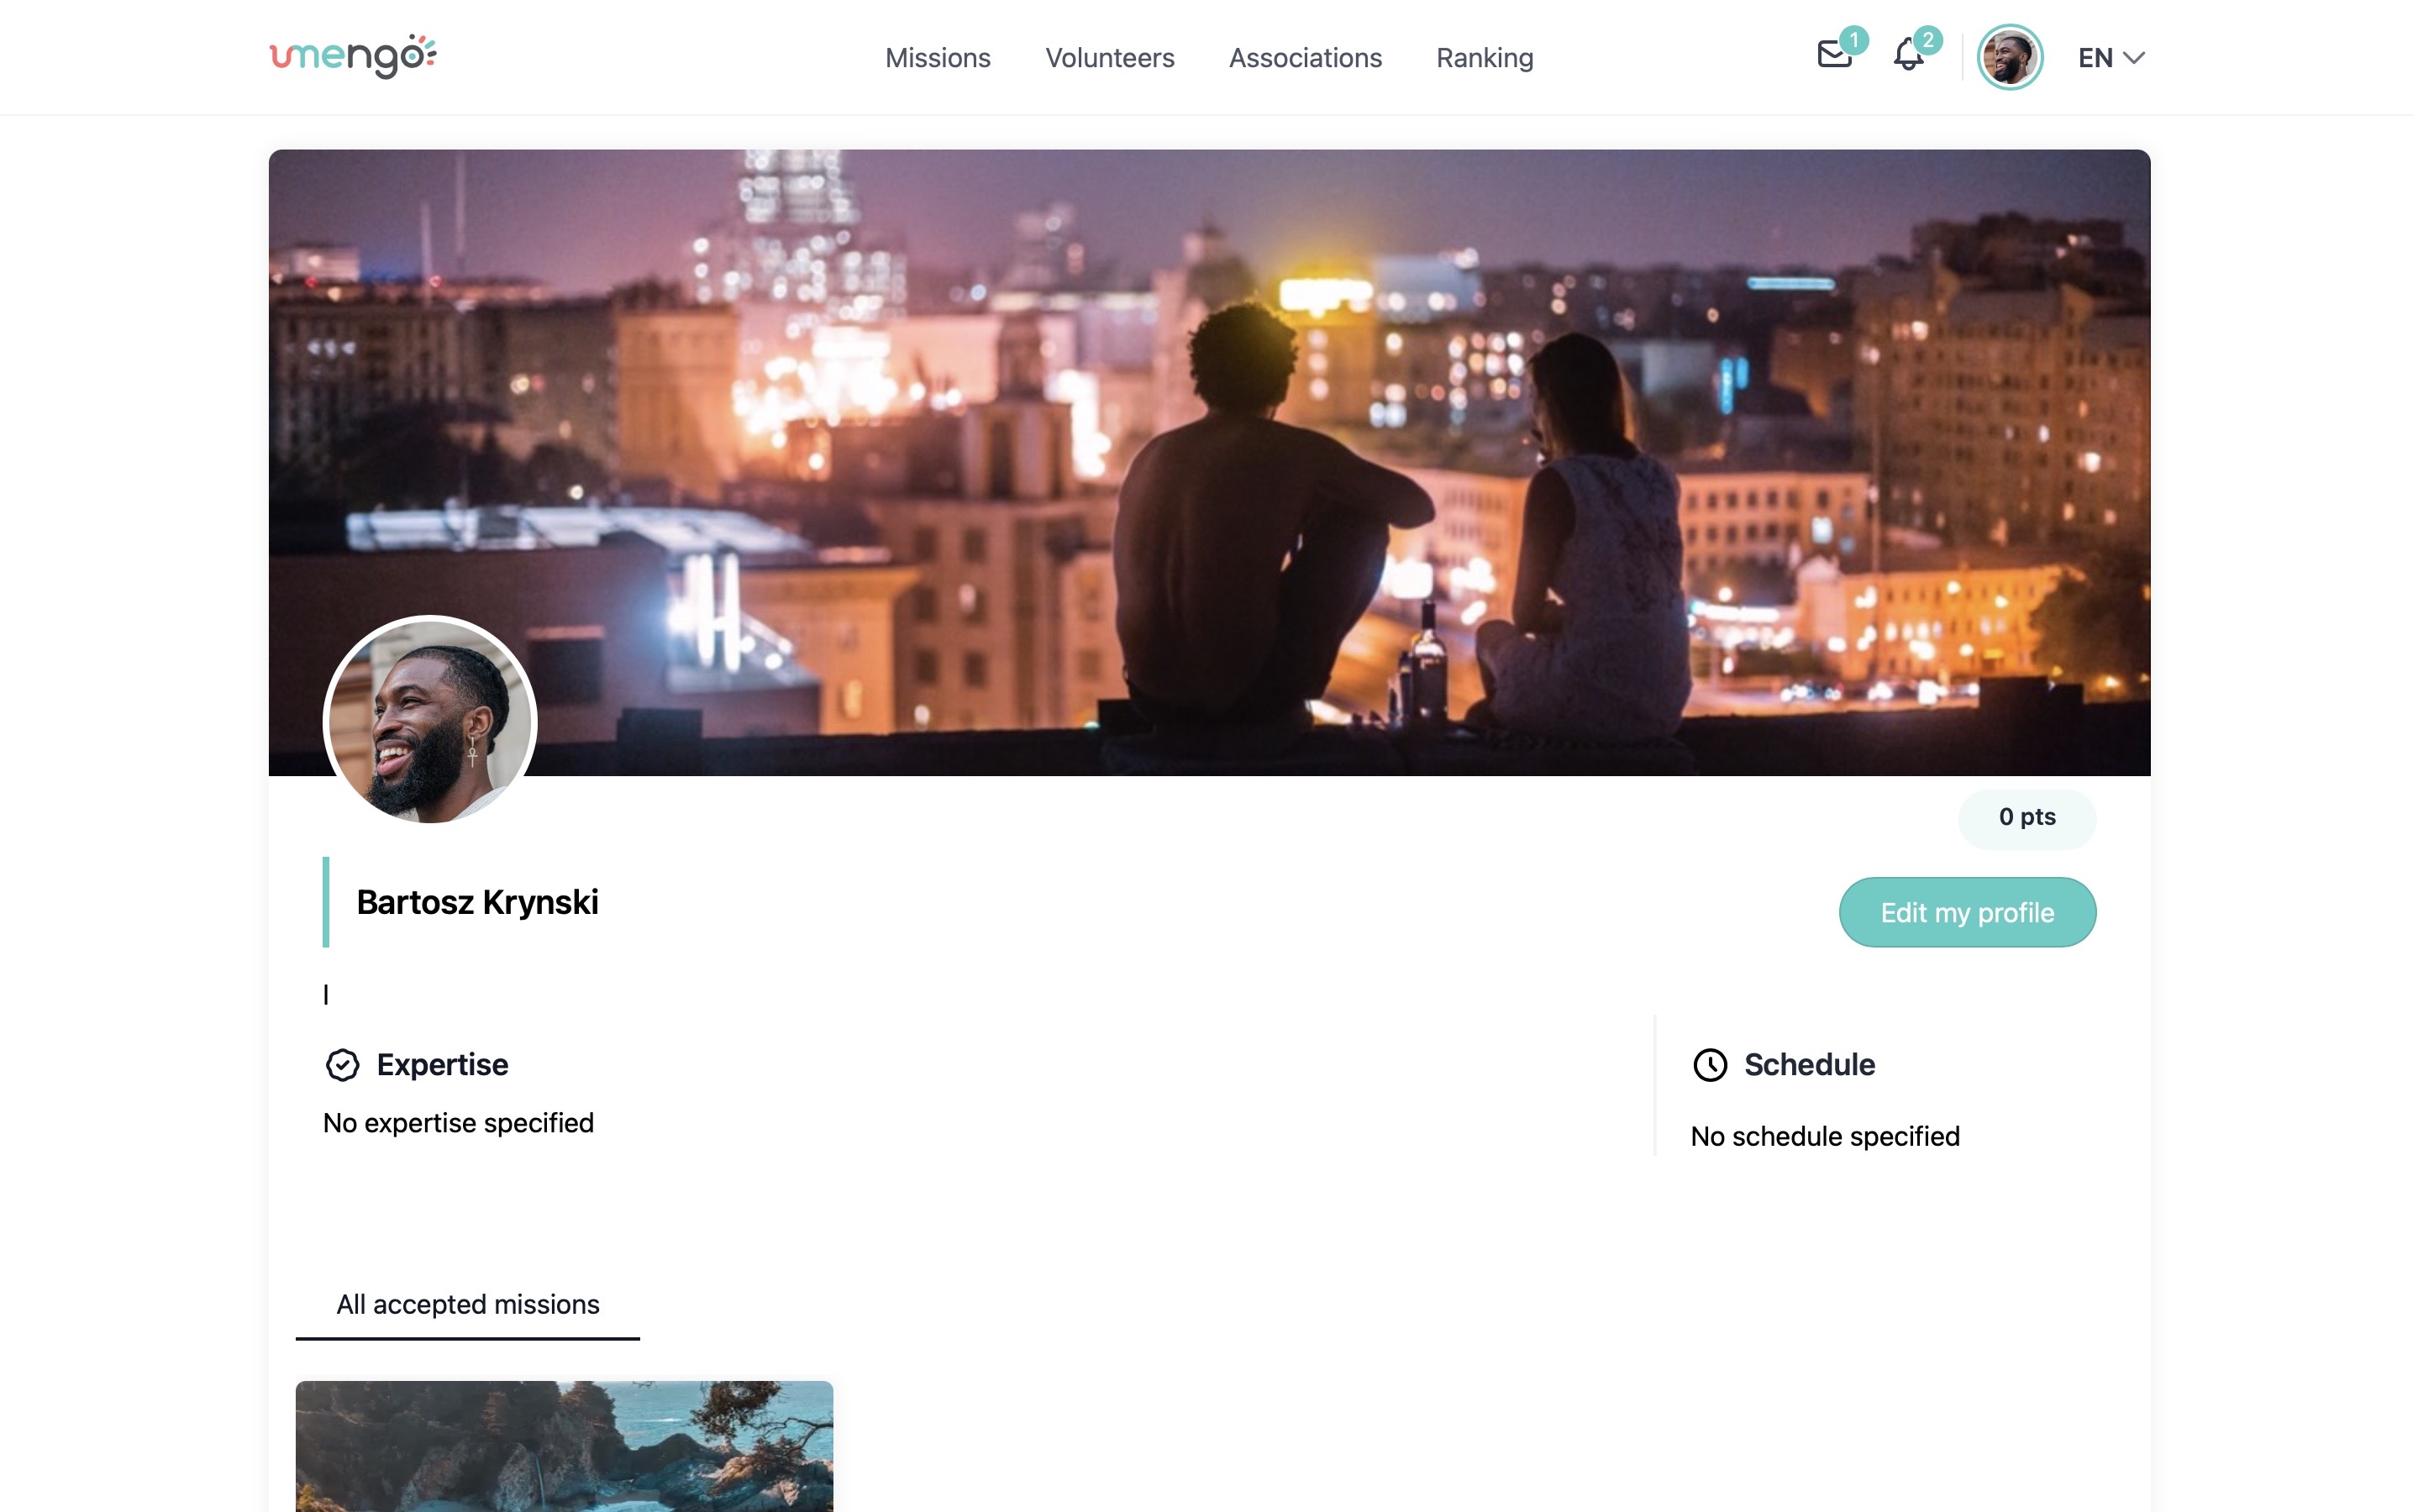 umengo
Missions
Volunteers
Associations
Ranking
1
2
EN
0 pts
Bartosz Krynski
Edit my profile
l
Expertise
No expertise specified
Schedule
No schedule specified
All accepted missions